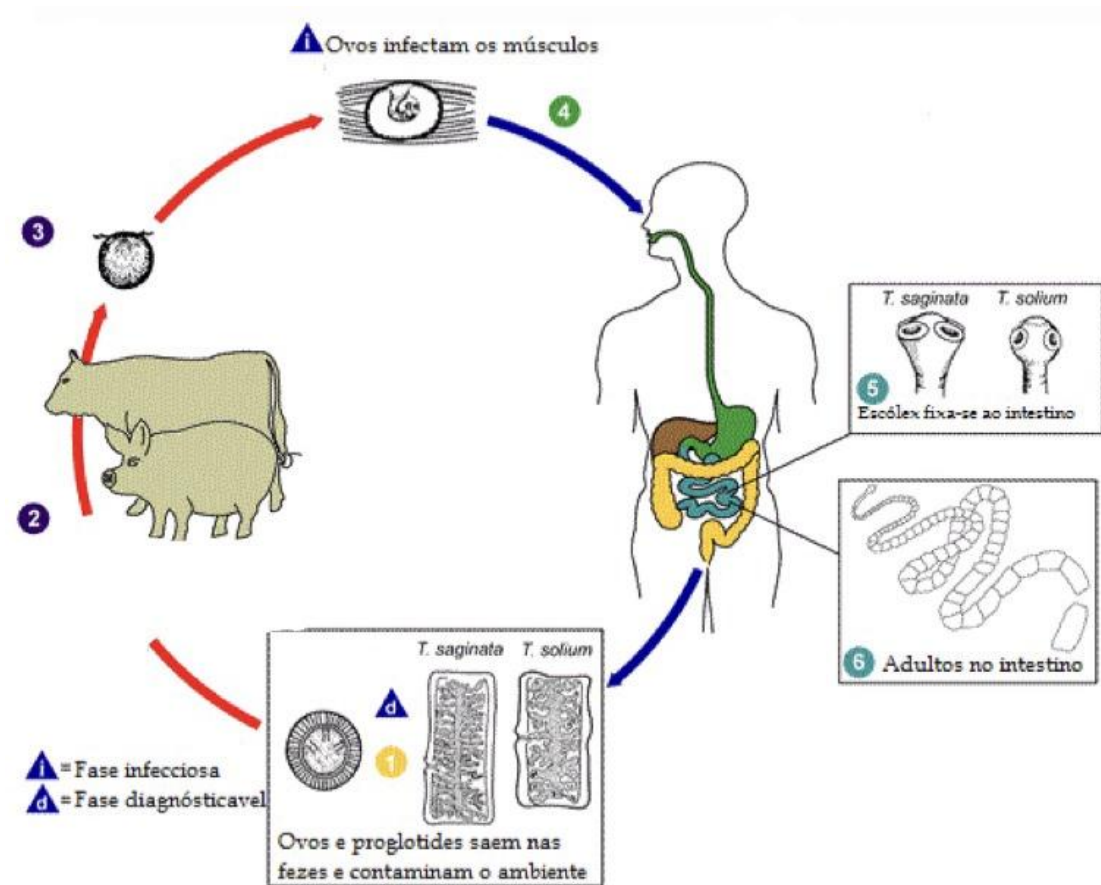 i Ovos infectam os músculos
4
3
2
T. saginata T. solium
5
Escólex fixa-se ao intestino
6 Adultos no intestino
T. saginata T. solium
d
1
Ovos e proglotides saem nas
fezes e contaminam o ambiente
i = Fase infecciosa
d = Fase diagnósticavel